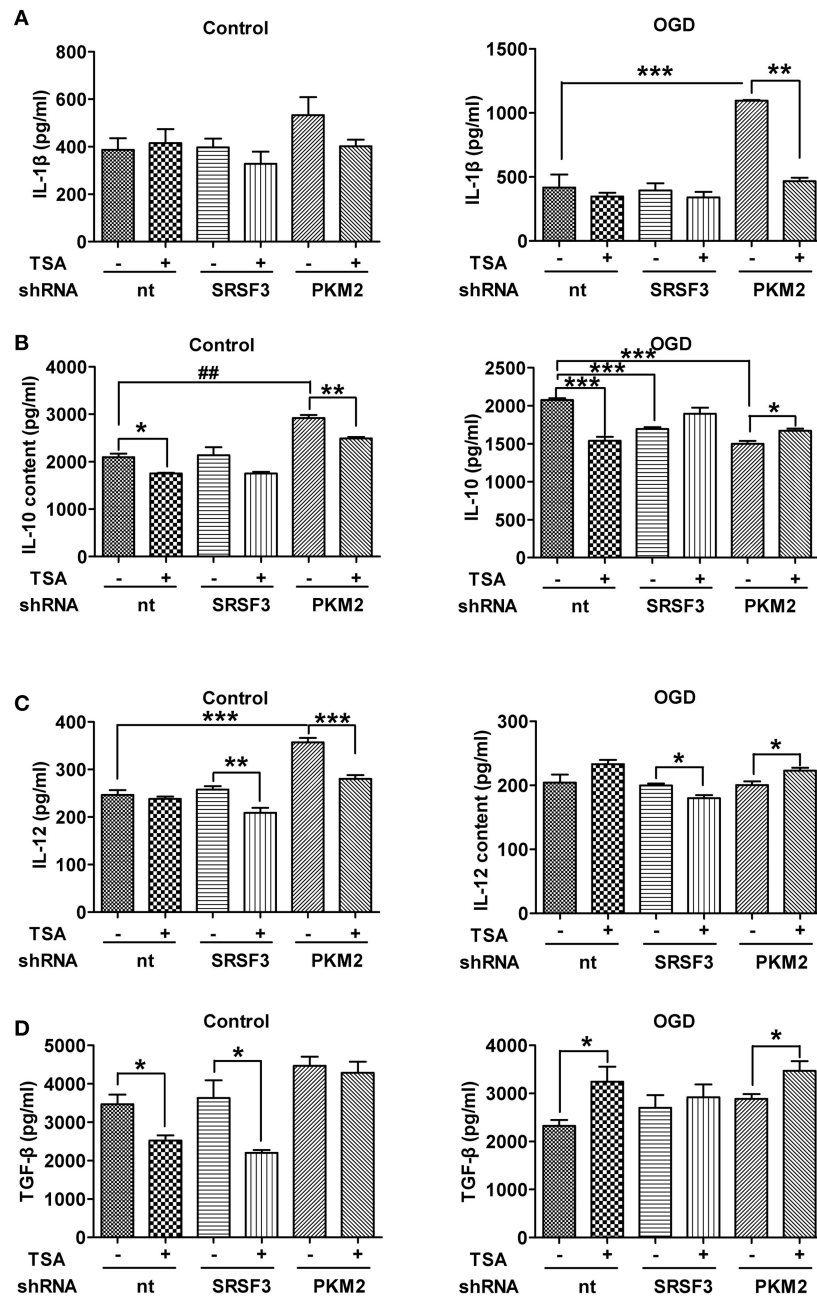 A
Control
IL-1β (pg/ml)
800
600
400
200
0
TSA - + - + - +
shRNA nt SRSF3 PKM2
OGD
IL-1β (pg/ml)
1500
1000
500
0
*** **
TSA - + - + - +
shRNA nt SRSF3 PKM2
B
Control
IL-10 content (pg/ml)
4000
3000
2000
1000
0
##
* **
TSA - + - + - +
shRNA nt SRSF3 PKM2
OGD
IL-10 (pg/ml)
2500
2000
1500
1000
500
0
***
***
***
*
TSA - + - + - +
shRNA nt SRSF3 PKM2
C
Control
IL-12 (pg/ml)
400
300
200
100
0
*** ***
**
TSA - + - + - +
shRNA nt SRSF3 PKM2
OGD
IL-12 content (pg/ml)
300
200
100
0
* *
TSA - + - + - +
shRNA nt SRSF3 PKM2
D
Control
TGF-β (pg/ml)
5000
4000
3000
2000
1000
0
* *
TSA - + - + - +
shRNA nt SRSF3 PKM2
OGD
TGF-β (pg/ml)
4000
3000
2000
1000
0
* *
TSA - + - + - +
shRNA nt SRSF3 PKM2